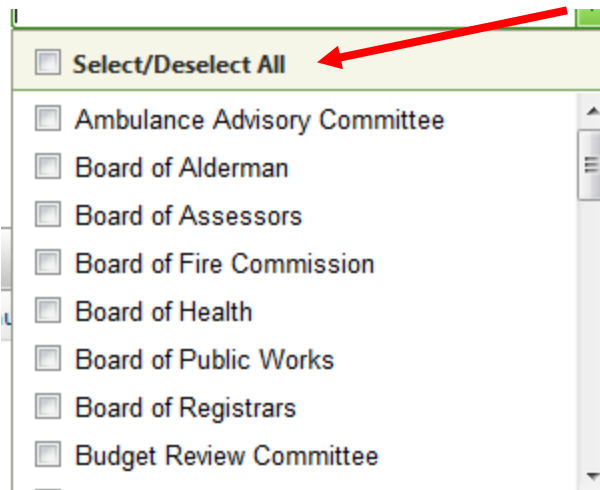 Select/Deselect All
Ambulance Advisory Committee
Board of Alderman
Board of Assessors
Board of Fire Commission
Board of Health
Board of Public Works
Board of Registrars
Budget Review Committee